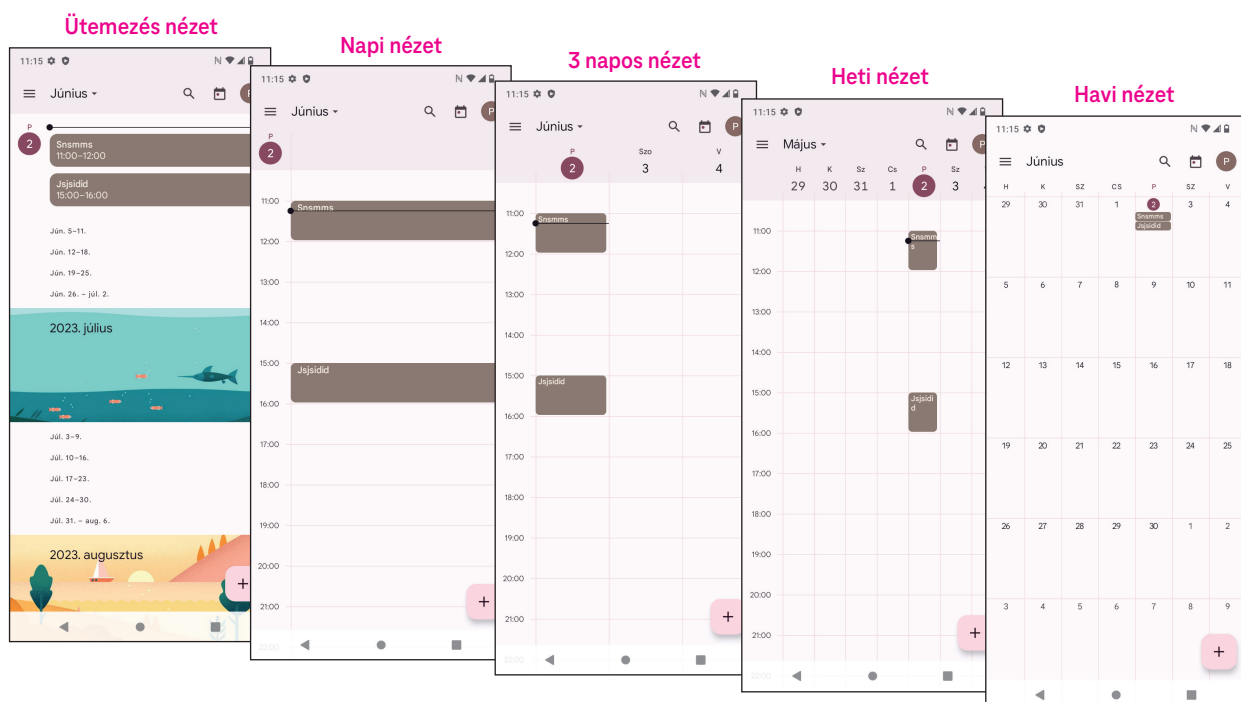 Ütemezés nézet
11:15
Június
P
2
Snsmms
11:00–12:00
Jsjsidid
15:00–16:00
Jún. 5–11.
Jún. 12–18.
Jún. 19–25.
Jún. 26. – júl. 2.
2023. július
Júl. 3–9.
Júl. 10–16.
Júl. 17–23.
Júl. 24–30.
Júl. 31. – aug. 6.
2023. augusztus
+
Napi nézet
11:15
Június
P
P
2
11:00
Snsmms
12:00
13:00
14:00
15:00
Jsjsidid
16:00
17:00
18:00
19:00
20:00
21:00
22:00
+
3 napos nézet
11:15
Június
P
P Szo V
2 3 4
11:00
Snsmms
12:00
13:00
14:00
15:00
Jsjsidid
16:00
17:00
18:00
19:00
20:00
21:00
22:00
+
Heti nézet
11:15
Május
P
H K Sz Cs P Sz
29 30 31 1 2 3
11:00
Snsmm
s
12:00
13:00
14:00
15:00
Jsjsidi
d
16:00
17:00
18:00
19:00
20:00
21:00
22:00
+
Havi nézet
11:15
Június
P
H K SZ CS P SZ V
29 30 31 1 2 3 4
Snsmms
Jsjsidid
5 6 7 8 9 10 11
12 13 14 15 16 17 18
19 20 21 22 23 24 25
26 27 28 29 30 1 2
3 4 5 6 7 8 9
+